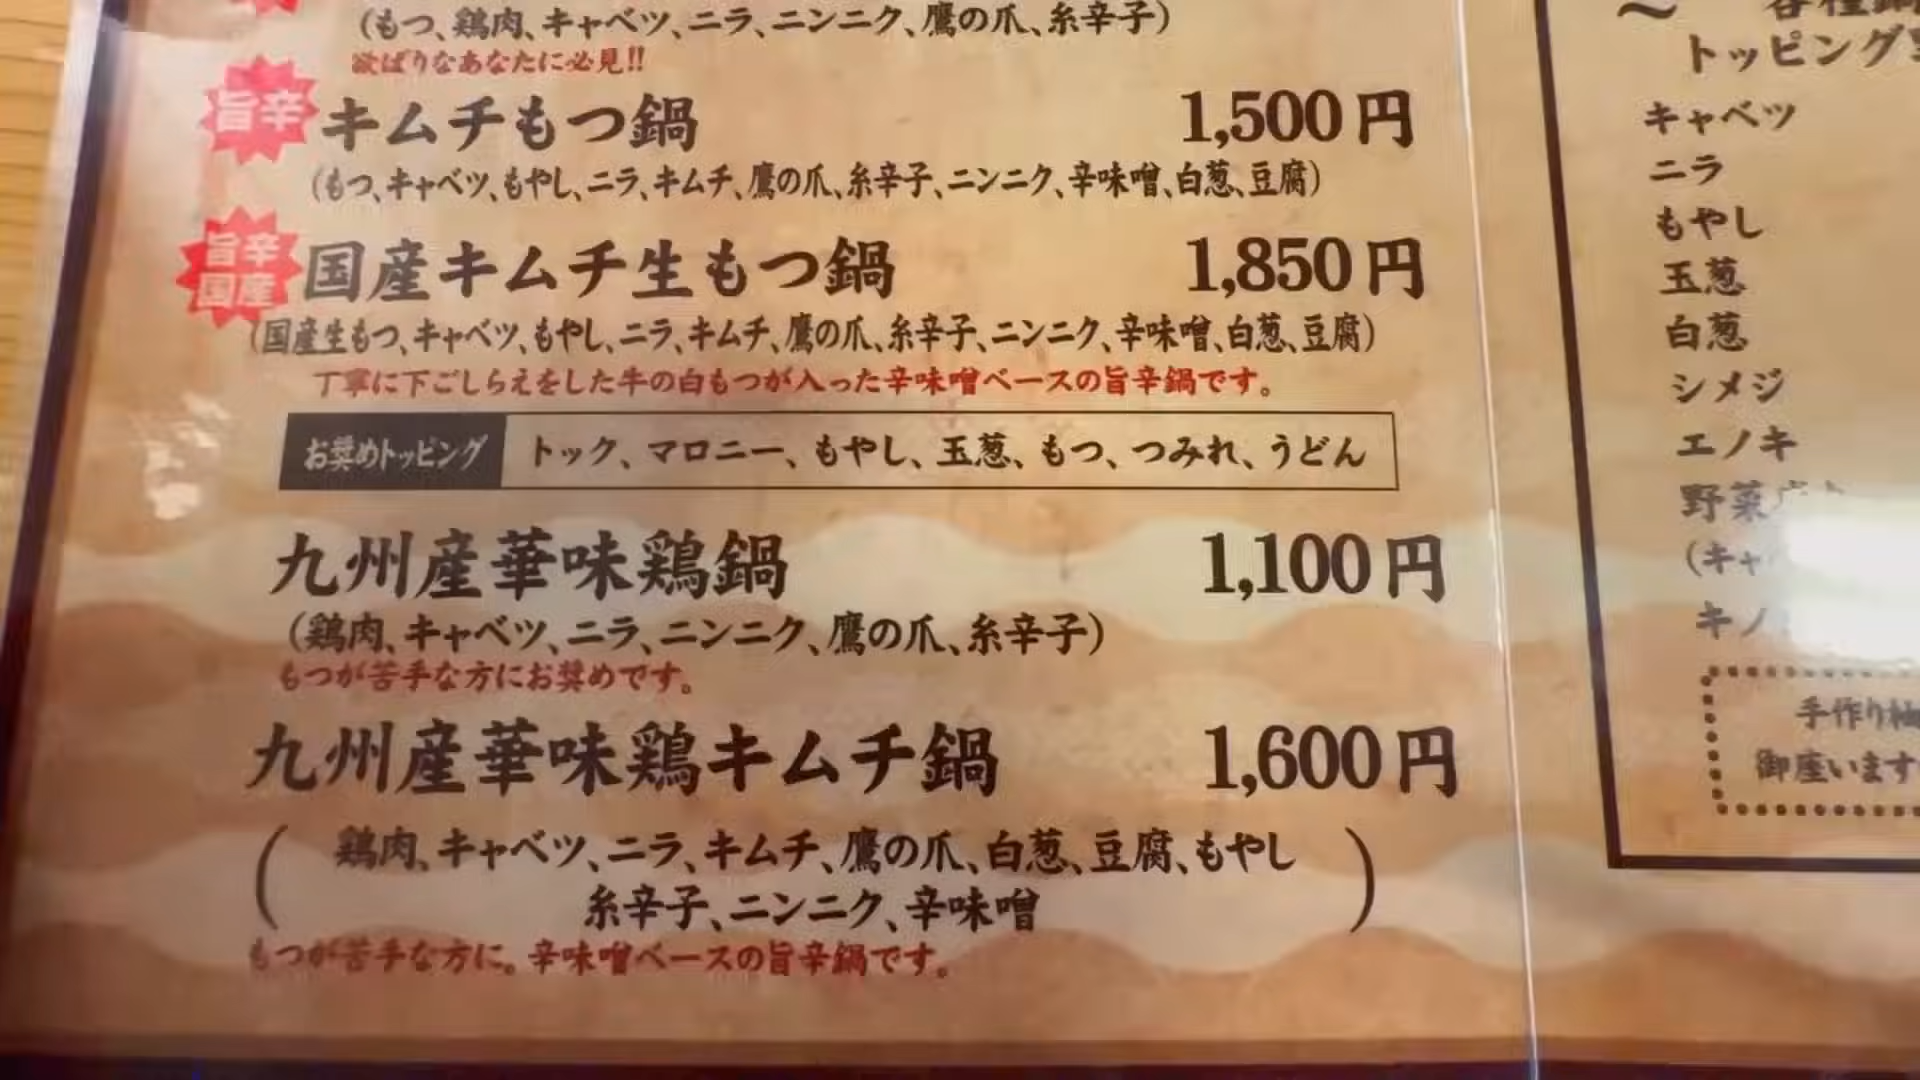 (もつ、鶏肉、キャベツ、ニラ、ニンニク、鷹の爪、糸辛子)
欲ばりなあなたに必見!!
旨辛
キムチもつ鍋 1,500円
(もつ、キャベツ、もやし、ニラ、キムチ、鷹の爪、糸辛子、ニンニク、辛味噌、白葱、豆腐)
旨辛
国産
国産キムチ生もつ鍋 1,850円
(国産生もつ、キャベツ、もやし、ニラ、キムチ、鷹の爪、糸辛子、ニンニク、辛味噌、白葱、豆腐)
丁寧に下ごしらえをした牛の白もつが入った辛味噌ベースの旨辛鍋です。
お奨めトッピング トック、マロニー、もやし、玉葱、もつ、つみれ、うどん
九州産華味鶏鍋 1,100円
(鶏肉、キャベツ、ニラ、ニンニク、鷹の爪、糸辛子)
もつが苦手な方にお奨めです。
九州産華味鶏キムチ鍋 1,600円
(鶏肉、キャベツ、ニラ、キムチ、鷹の爪、白葱、豆腐、もやし
糸辛子、ニンニク、辛味噌)
もつが苦手な方に。辛味噌ベースの旨辛鍋です。
〜 各種鍋
トッピング
キャベツ
ニラ
もやし
玉葱
白葱
シメジ
エノキ
野菜
(キャ
キノ
手作り柚
御座います